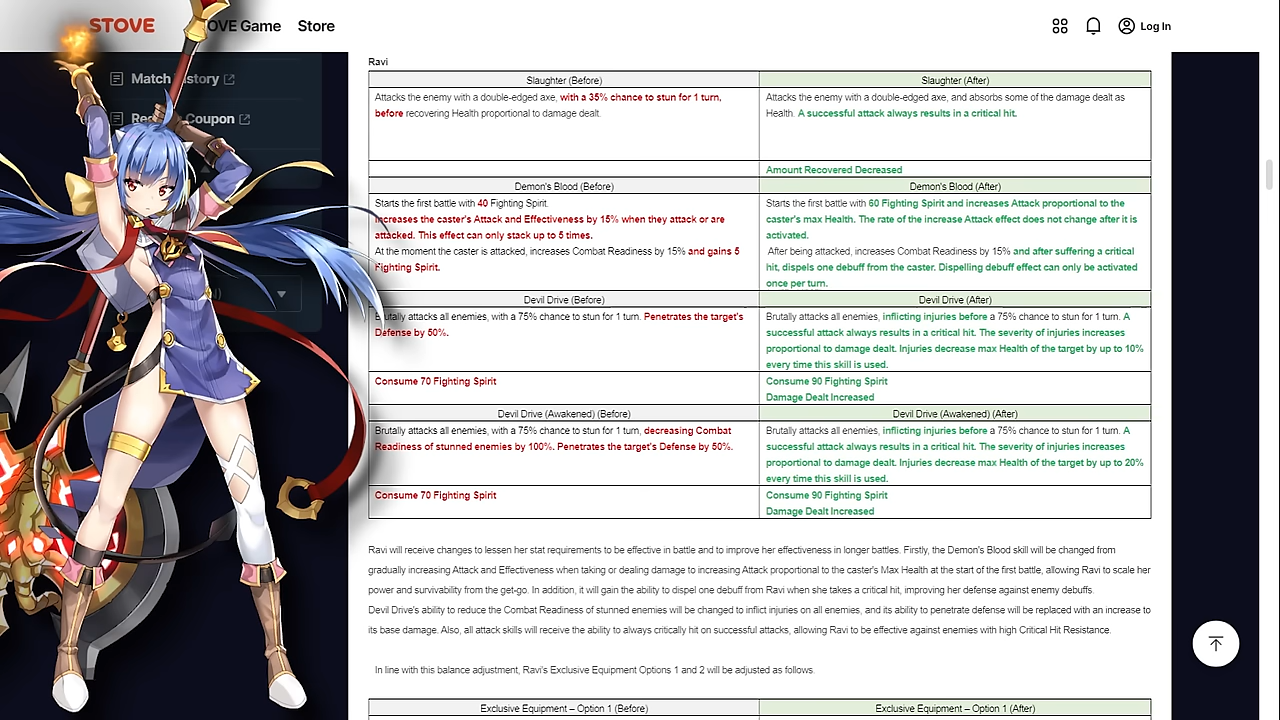 STOVE
OVE Game
Store
Log In
Match
story
Re
Coupon
Ravi
Slaughter (Before)
Slaughter (After)
Attacks the enemy with a double-edged axe, with a 35% chance to stun for 1 turn,
before recovering Health proportional to damage dealt.
Attacks the enemy with a double-edged axe, and absorbs some of the damage dealt as
Health. A successful attack always results in a critical hit.
Amount Recovered Decreased
Demon's Blood (Before)
Demon's Blood (After)
Starts the first battle with 40 Fighting Spirit.
Increases the caster's Attack and Effectiveness by 15% when they attack or are
attacked. This effect can only stack up to 5 times.
At the moment the caster is attacked, increases Combat Readiness by 15% and gains 5
Fighting Spirit.
Starts the first battle with 60 Fighting Spirit and increases Attack proportional to the
caster's max Health. The rate of the increase Attack effect does not change after it is
activated.
After being attacked, increases Combat Readiness by 15% and after suffering a critical
hit, dispels one debuff from the caster. Dispelling debuff effect can only be activated
once per turn.
Devil Drive (Before)
Devil Drive (After)
Brutally attacks all enemies, with a 75% chance to stun for 1 turn. Penetrates the target's
Defense by 50%.
Brutally attacks all enemies, inflicting injuries before a 75% chance to stun for 1 turn. A
successful attack always results in a critical hit. The severity of injuries increases
proportional to damage dealt. Injuries decrease max Health of the target by up to 10%
every time this skill is used.
Consume 70 Fighting Spirit
Consume 90 Fighting Spirit
Damage Dealt Increased
Devil Drive (Awakened) (Before)
Devil Drive (Awakened) (After)
Brutally attacks all enemies, with a 75% chance to stun for 1 turn, decreasing Combat
Readiness of stunned enemies by 100%. Penetrates the target's Defense by 50%.
Brutally attacks all enemies, inflicting injuries before a 75% chance to stun for 1 turn. A
successful attack always results in a critical hit. The severity of injuries increases
proportional to damage dealt. Injuries decrease max Health of the target by up to 20%
every time this skill is used.
Consume 70 Fighting Spirit
Consume 90 Fighting Spirit
Damage Dealt Increased
Ravi will receive changes to lessen her stat requirements to be effective in battle and to improve her effectiveness in longer battles. Firstly, the Demon's Blood skill will be changed from
gradually increasing Attack and Effectiveness when taking or dealing damage to increasing Attack proportional to the caster's Max Health at the start of the first battle, allowing Ravi to scale her
power and survivability from the get-go. In addition, it will gain the ability to dispel one debuff from Ravi when she takes a critical hit, improving her defense against enemy debuffs.
Devil Drive's ability to reduce the Combat Readiness of stunned enemies will be changed to inflict injuries on all enemies, and its ability to penetrate defense will be replaced with an increase to
its base damage. Also, all attack skills will receive the ability to always critically hit on successful attacks, allowing Ravi to be effective against enemies with high Critical Hit Resistance.
In line with this balance adjustment, Ravi's Exclusive Equipment Options 1 and 2 will be adjusted as follows.
Exclusive Equipment – Option 1 (Before)
Exclusive Equipment – Option 1 (After)